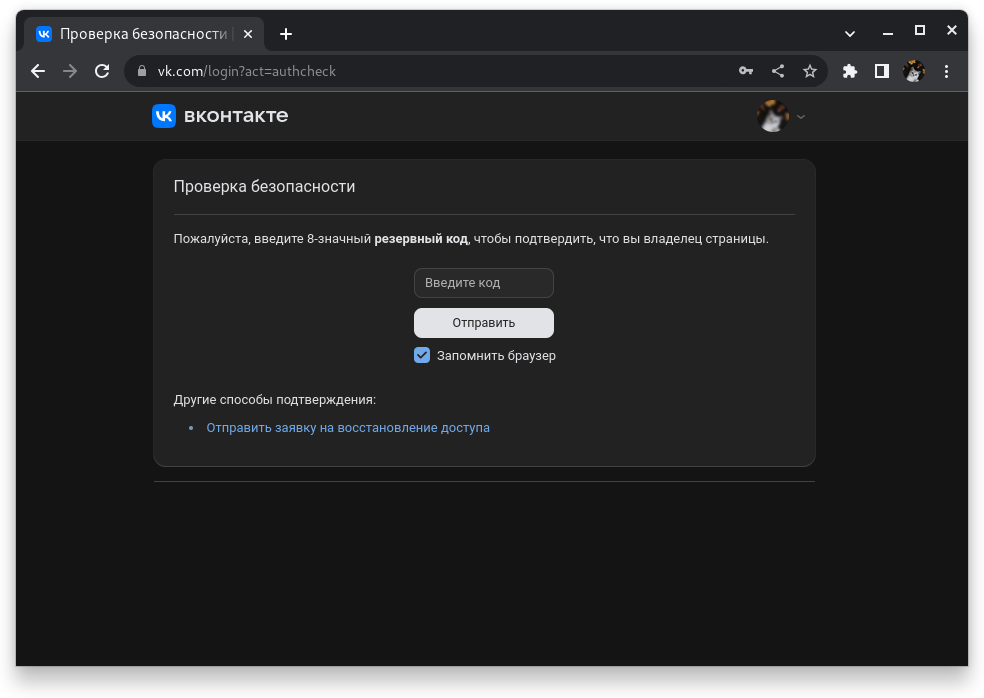 Проверка безопасности
vk.com/login?act=authcheck
вконтакте
Проверка безопасности
Пожалуйста, введите 8-значный резервный код, чтобы подтвердить, что вы владелец страницы.
Введите код
Отправить
Запомнить браузер
Другие способы подтверждения:
• Отправить заявку на восстановление доступа